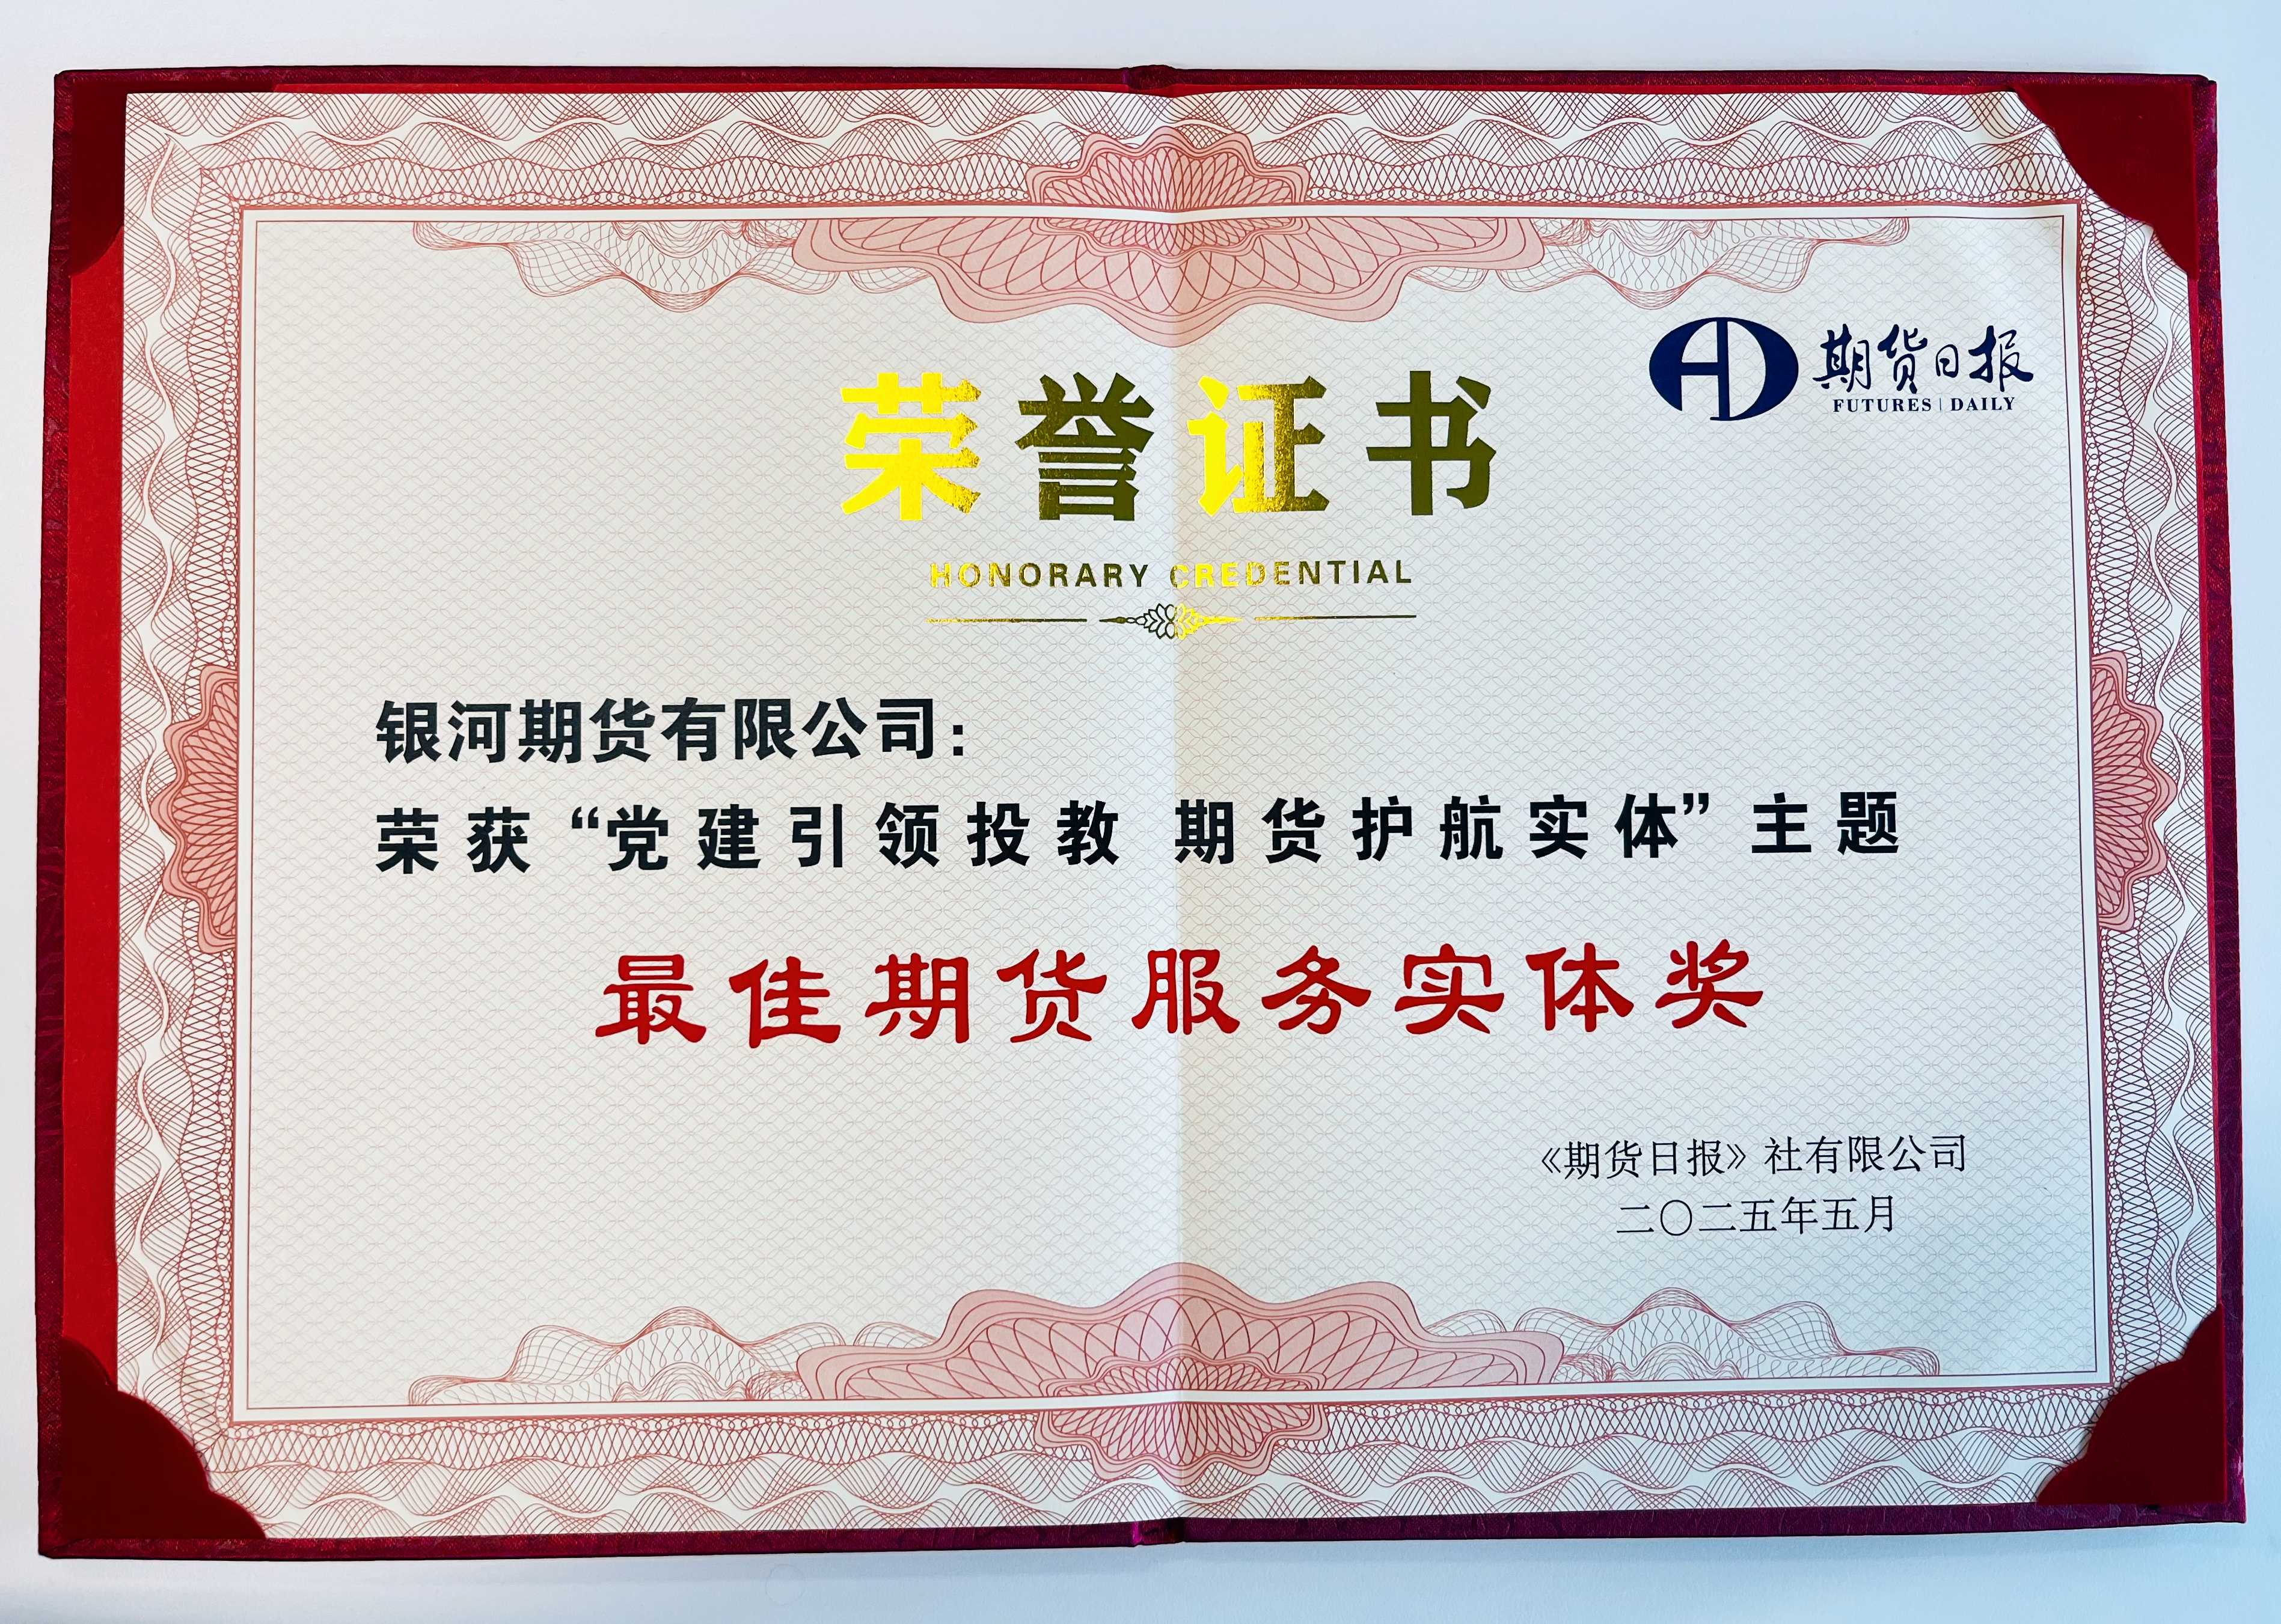 期货日报
FUTURES | DAILY
荣誉证书
HONORARY CREDENTIAL
银河期货有限公司：
荣获“党建引领投教 期货护航实体”主题
最佳期货服务实体奖
《期货日报》社有限公司
二〇二五年五月